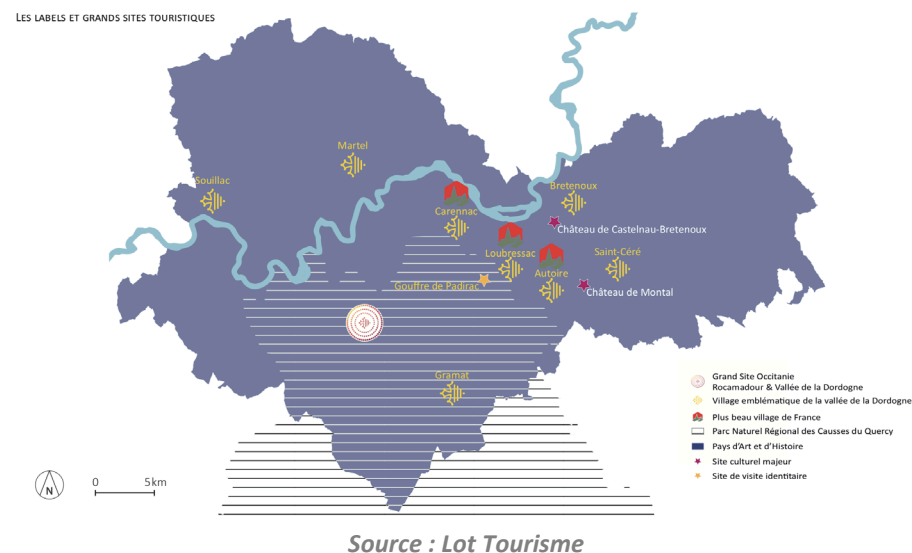 LES LABELS ET GRANDS SITES TOURISTIQUES
Martel
Souillac
Bretenoux
Carennac
Château de Castelnau-Bretenoux
Loubressac
Saint-Céré
Autoire
Gouffre de Padirac
Château de Montal
Gramat
Grand Site Occitanie
Rocamadour & Vallée de la Dordogne
Village emblématique de la vallée de la Dordogne
Plus beau village de France
Parc Naturel Régional des Causses du Quercy
Pays d'Art et d'Histoire
Site culturel majeur
Site de visite identitaire
N
0 5km
Source : Lot Tourisme